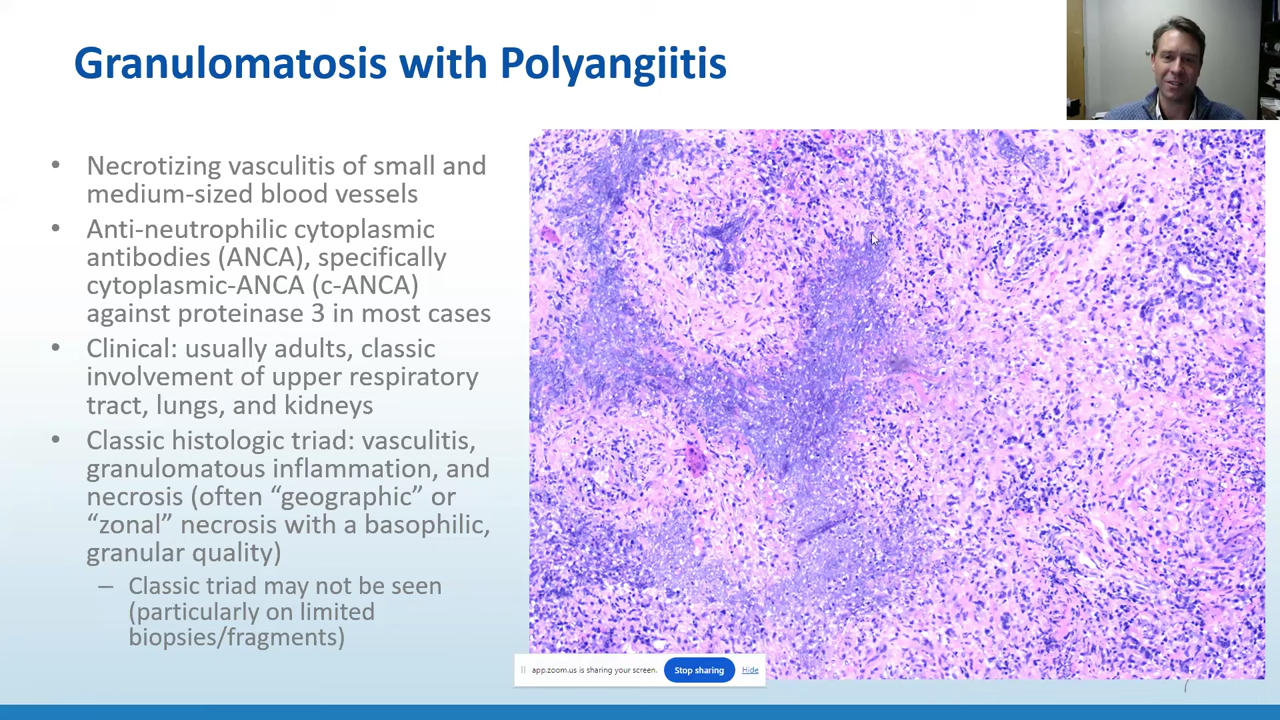 Granulomatosis with Polyangiitis
• Necrotizing vasculitis of small and
medium-sized blood vessels
• Anti-neutrophilic cytoplasmic
antibodies (ANCA), specifically
cytoplasmic-ANCA (c-ANCA)
against proteinase 3 in most cases
• Clinical: usually adults, classic
involvement of upper respiratory
tract, lungs, and kidneys
• Classic histologic triad: vasculitis,
granulomatous inflammation, and
necrosis (often “geographic” or
“zonal” necrosis with a basophilic,
granular quality)
– Classic triad may not be seen
(particularly on limited
biopsies/fragments)
app.zoom.us is sharing your screen.
Stop sharing
Hide